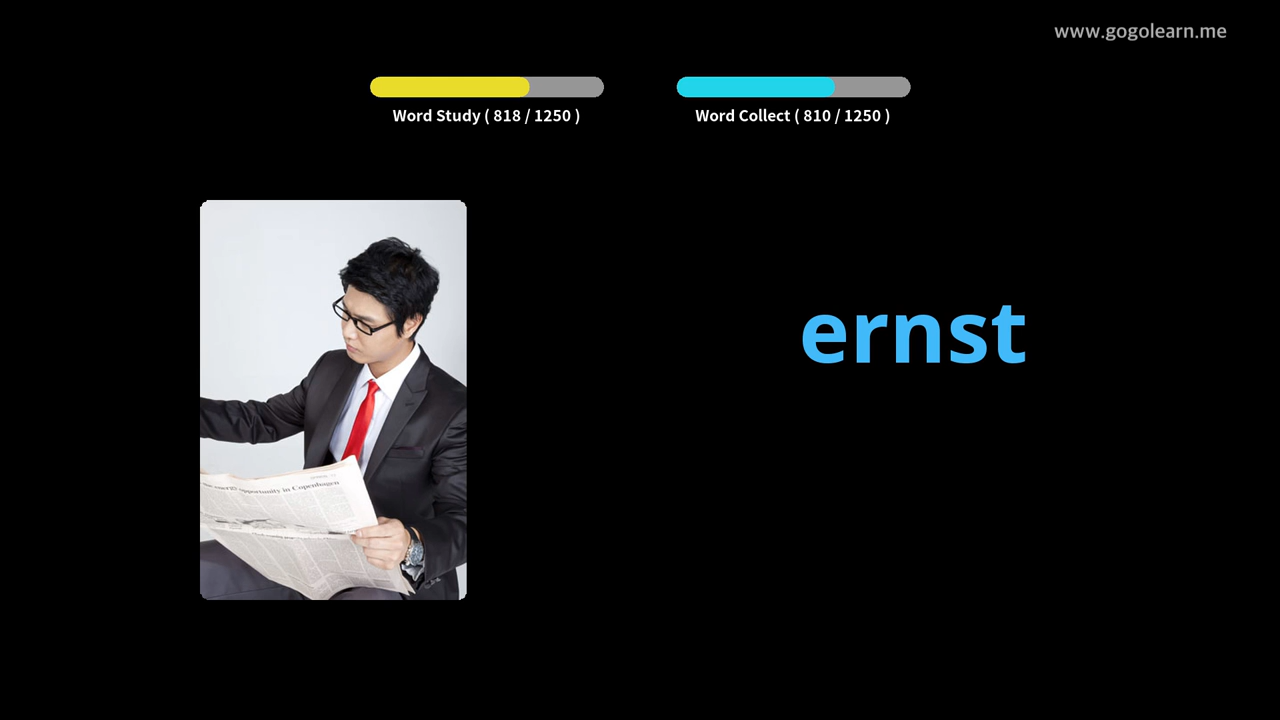 www.gogolearn.me
Word Study ( 818 / 1250 )
Word Collect ( 810 / 1250 )
ernst
opportunity in Copenhagen